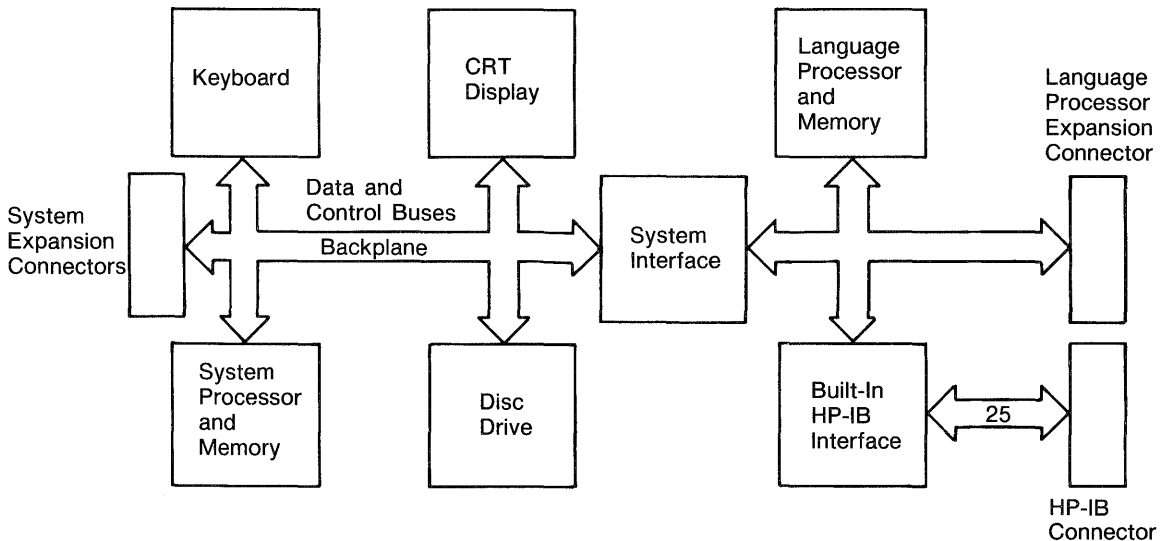 Keyboard
CRT
Display
Language
Processor
and
Memory
Language
Processor
Expansion
Connector
System
Expansion
Connectors
Data and
Control Buses
Backplane
System
Interface
System
Processor
and
Memory
Disc
Drive
Built-In
HP-IB
Interface
25
HP-IB
Connector